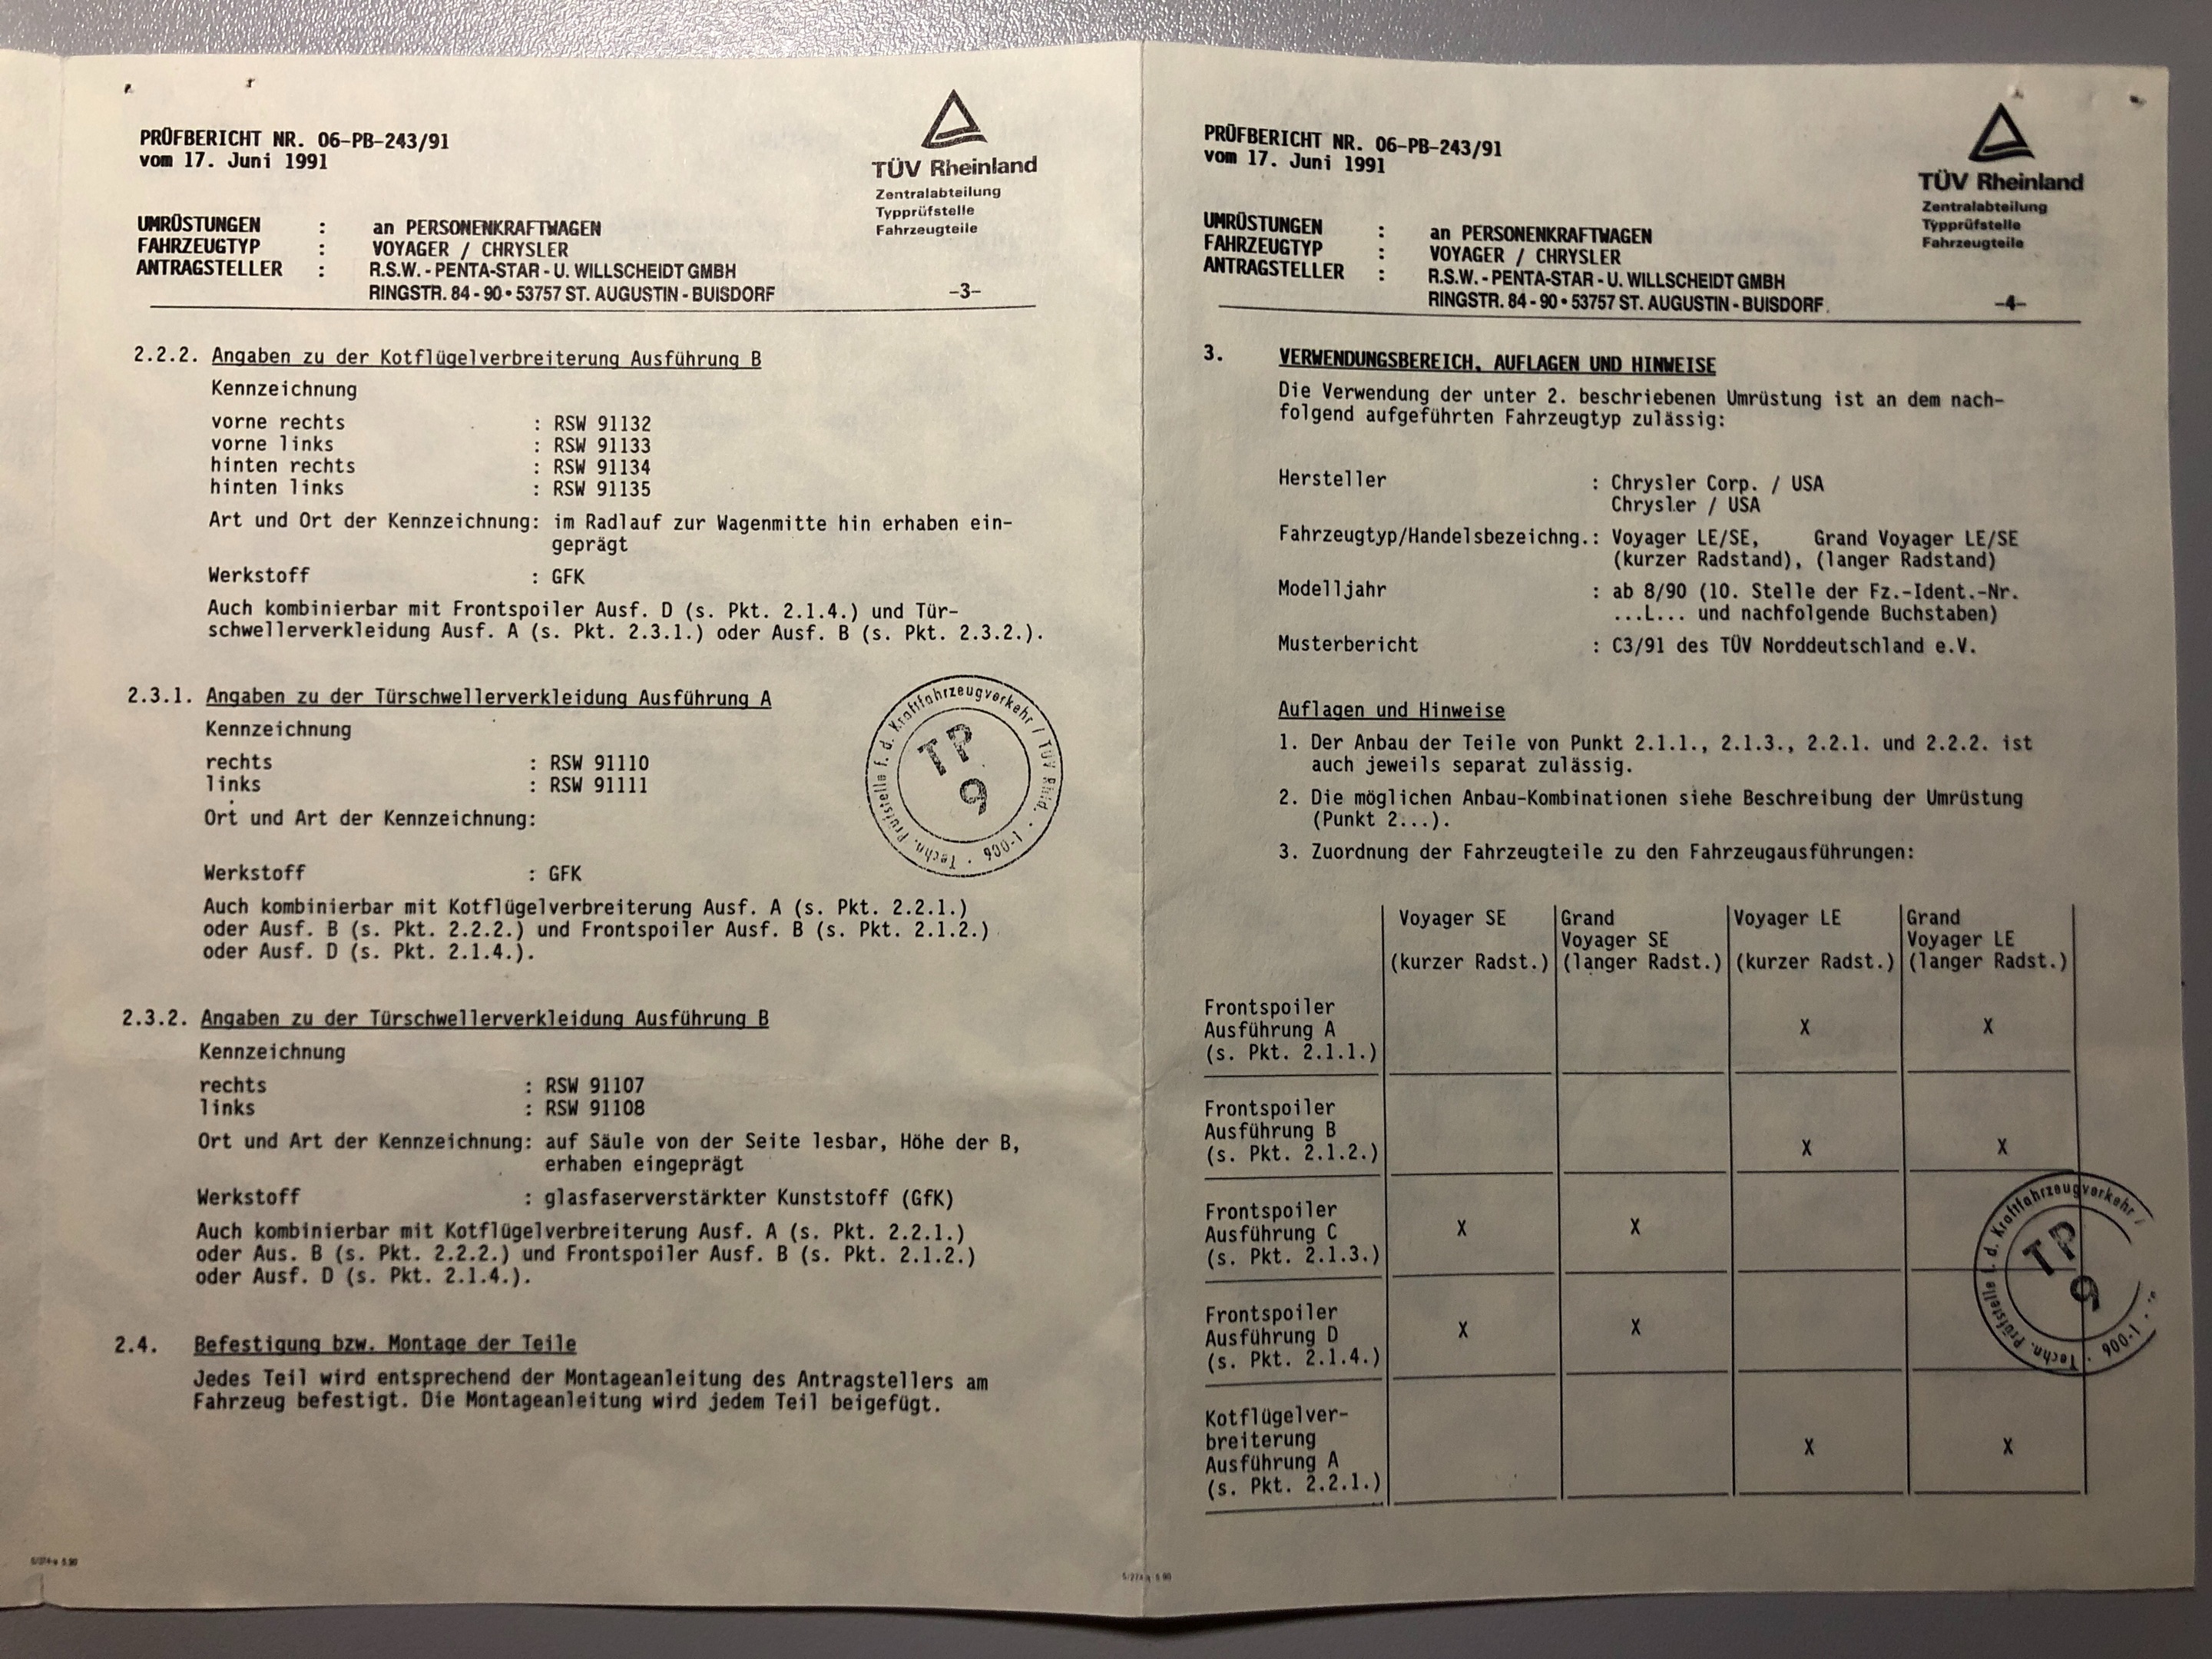 PRÜFBERICHT NR. 06-PB-243/91
vom 17. Juni 1991
TÜV Rheinland
Zentralabteilung
Typprüfstelle
Fahrzeugteile
UMRÜSTUNGEN : an PERSONENKRAFTWAGEN
FAHRZEUGTYP : VOYAGER / CHRYSLER
ANTRAGSTELLER : R.S.W. - PENTA-STAR - U. WILLSCHEIDT GMBH
RINGSTR. 84 - 90 • 53757 ST. AUGUSTIN - BUISDORF -3-
2.2.2. Angaben zu der Kotflügelverbreiterung Ausführung B
Kennzeichnung
vorne rechts : RSW 91132
vorne links : RSW 91133
hinten rechts : RSW 91134
hinten links : RSW 91135
Art und Ort der Kennzeichnung: im Radlauf zur Wagenmitte hin erhaben ein-
geprägt
Werkstoff : GFK
Auch kombinierbar mit Frontspoiler Ausf. D (s. Pkt. 2.1.4.) und Tür-
schwellerverkleidung Ausf. A (s. Pkt. 2.3.1.) oder Ausf. B (s. Pkt. 2.3.2.).
2.3.1. Angaben zu der Türschwellerverkleidung Ausführung A
Kennzeichnung
rechts : RSW 91110
links : RSW 91111
Ort und Art der Kennzeichnung:
Werkstoff : GFK
Auch kombinierbar mit Kotflügelverbreiterung Ausf. A (s. Pkt. 2.2.1.)
oder Ausf. B (s. Pkt. 2.2.2.) und Frontspoiler Ausf. B (s. Pkt. 2.1.2.)
oder Ausf. D (s. Pkt. 2.1.4.).
Techn. Prüfstelle f. d. Kraftfahrzeugverkehr / TÜV Rhld. · 1-006 ·
TP
9
2.3.2. Angaben zu der Türschwellerverkleidung Ausführung B
Kennzeichnung
rechts : RSW 91107
links : RSW 91108
Ort und Art der Kennzeichnung: auf Säule von der Seite lesbar, Höhe der B,
erhaben eingeprägt
Werkstoff : glasfaserverstärkter Kunststoff (GfK)
Auch kombinierbar mit Kotflügelverbreiterung Ausf. A (s. Pkt. 2.2.1.)
oder Aus. B (s. Pkt. 2.2.2.) und Frontspoiler Ausf. B (s. Pkt. 2.1.2.)
oder Ausf. D (s. Pkt. 2.1.4.).
2.4. Befestigung bzw. Montage der Teile
Jedes Teil wird entsprechend der Montageanleitung des Antragstellers am
Fahrzeug befestigt. Die Montageanleitung wird jedem Teil beigefügt.
PRÜFBERICHT NR. 06-PB-243/91
vom 17. Juni 1991
TÜV Rheinland
Zentralabteilung
Typprüfstelle
Fahrzeugteile
UMRÜSTUNGEN : an PERSONENKRAFTWAGEN
FAHRZEUGTYP : VOYAGER / CHRYSLER
ANTRAGSTELLER : R.S.W. - PENTA-STAR - U. WILLSCHEIDT GMBH
RINGSTR. 84 - 90 • 53757 ST. AUGUSTIN - BUISDORF -4-
3. VERWENDUNGSBEREICH, AUFLAGEN UND HINWEISE
Die Verwendung der unter 2. beschriebenen Umrüstung ist an dem nach-
folgend aufgeführten Fahrzeugtyp zulässig:
Hersteller : Chrysler Corp. / USA
Chrysler / USA
Fahrzeugtyp/Handelsbezeichng.: Voyager LE/SE, Grand Voyager LE/SE
(kurzer Radstand), (langer Radstand)
Modelljahr : ab 8/90 (10. Stelle der Fz.-Ident.-Nr.
...L... und nachfolgende Buchstaben)
Musterbericht : C3/91 des TÜV Norddeutschland e.V.
Auflagen und Hinweise
1. Der Anbau der Teile von Punkt 2.1.1., 2.1.3., 2.2.1. und 2.2.2. ist
auch jeweils separat zulässig.
2. Die möglichen Anbau-Kombinationen siehe Beschreibung der Umrüstung
(Punkt 2...).
3. Zuordnung der Fahrzeugteile zu den Fahrzeugausführungen:
Voyager SE Grand Voyager LE Grand
Voyager SE Voyager LE
(kurzer Radst.) (langer Radst.) (kurzer Radst.) (langer Radst.)
Frontspoiler
Ausführung A X X
(s. Pkt. 2.1.1.)
Frontspoiler
Ausführung B X X
(s. Pkt. 2.1.2.)
Frontspoiler
Ausführung C X X
(s. Pkt. 2.1.3.)
Frontspoiler
Ausführung D X X
(s. Pkt. 2.1.4.)
Kotflügelver-
breiterung X X
Ausführung A
(s. Pkt. 2.2.1.)
Techn. Prüfstelle f. d. Kraftfahrzeugverkehr / · 1-006 ·
TP
9